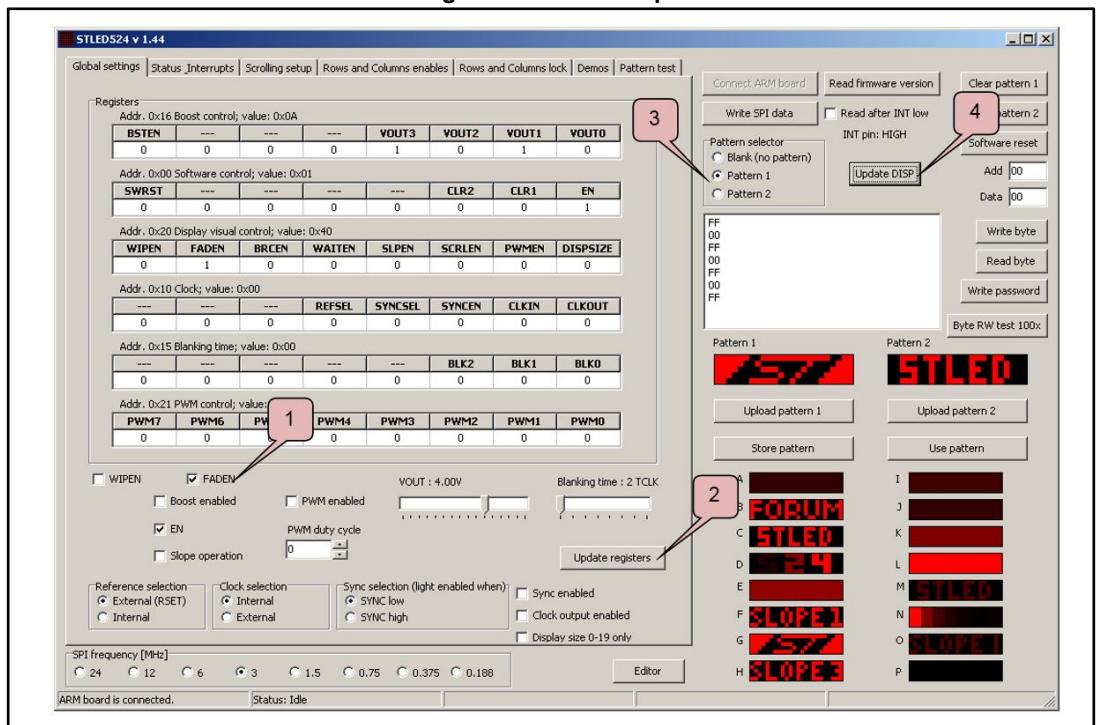 STLED524 v 1.44
Global settings Status_Interrupts Scrolling setup Rows and Columns enables Rows and Columns lock Demos Pattern test
Registers
Addr. 0x16 Boost control; value: 0x0A
BSTEN --- --- --- VOUT3 VOUT2 VOUT1 VOUT0
0 0 0 0 1 0 1 0
Addr. 0x00 Software control; value: 0x01
SWRST --- --- --- --- CLR2 CLR1 EN
0 0 0 0 0 0 0 1
Addr. 0x20 Display visual control; value: 0x40
WIPEN FADEN BRCEN WAITEN SLPEN SCRLEN PWMEN DISPSIZE
0 1 0 0 0 0 0 0
Addr. 0x10 Clock; value: 0x00
--- --- --- REFSEL SYNCSEL SYNCEN CLKIN CLKOUT
0 0 0 0 0 0 0 0
Addr. 0x15 Blanking time; value: 0x00
--- --- --- --- --- BLK2 BLK1 BLK0
0 0 0 0 0 0 0 0
Addr. 0x21 PWM control; value:
PWM7 PWM6 PWM4 PWM3 PWM2 PWM1 PWM0
0 0 0 0 0 0 0 0
1
WIPEN FADEN
Boost enabled PWM enabled
VOUT : 4.00V
Blanking time : 2 TCLK
EN
PWM duty cycle
0
Slope operation
Update registers
2
Reference selection
External (RSET)
Internal
Clock selection
Internal
External
Sync selection (light enabled when)
SYNC low
SYNC high
Sync enabled
Clock output enabled
Display size 0-19 only
SPI frequency [MHz]
24 12 6 3 1.5 0.75 0.375 0.188
Editor
ARM board is connected. Status: Idle
Connect ARM board Read firmware version Clear pattern 1
Write SPI data Read after INT low attern 2
3
4
INT pin: HIGH
Software reset
Pattern selector
Blank (no pattern)
Pattern 1
Pattern 2
Update DISP
Add 00
Data 00
FF
00
FF
00
FF
00
FF
Write byte
Read byte
Write password
Byte RW test 100x
Pattern 1 Pattern 2
STLED
Upload pattern 1 Upload pattern 2
Store pattern Use pattern
A I
B FORUM J
C STLED K
D S24 L
E M STLED
F SLOPE1 N
G O SLOPE1
H SLOPE3 P